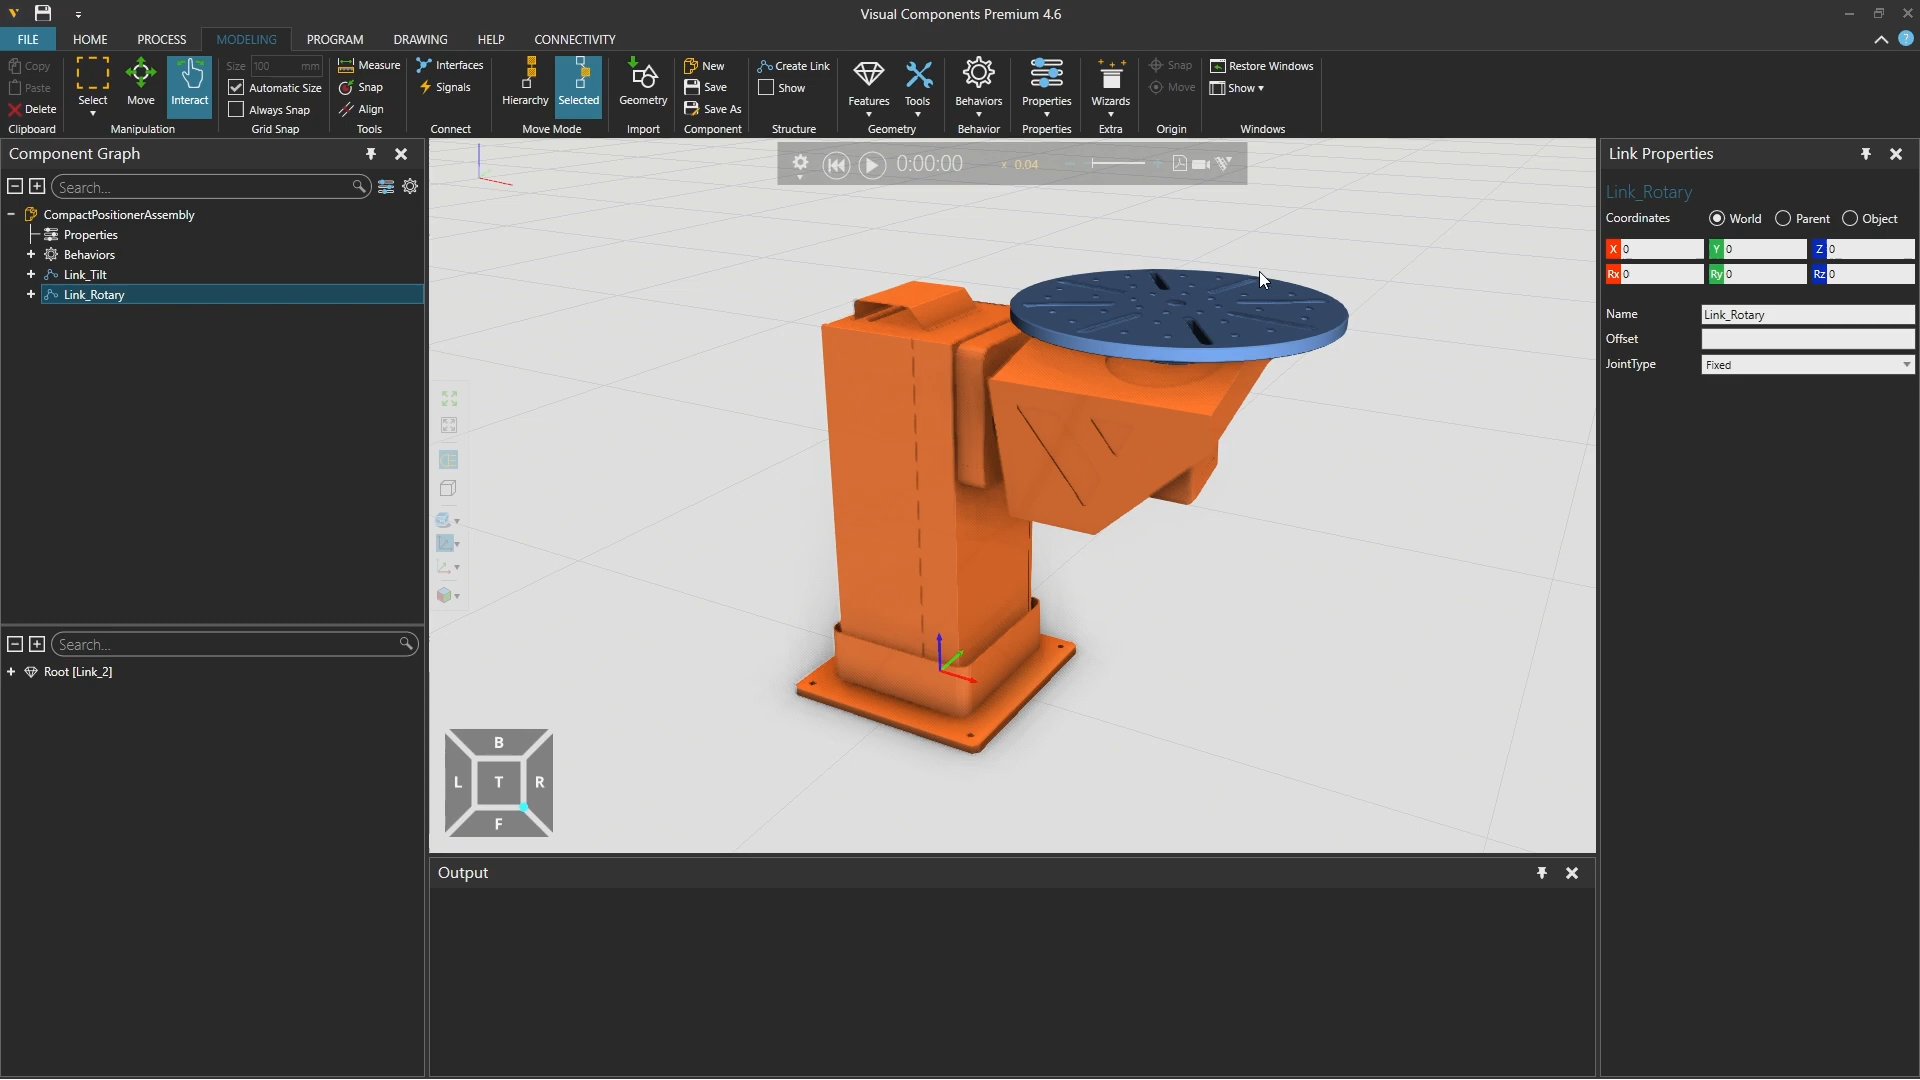 Visual Components Premium 4.6
FILE HOME PROCESS MODELING PROGRAM DRAWING HELP CONNECTIVITY
Copy
Paste
Delete
Clipboard
Select
Move
Interact
Manipulation
Size 100 mm
Automatic Size
Always Snap
Grid Snap
Measure
Snap
Align
Tools
Interfaces
Signals
Connect
Hierarchy
Selected
Move Mode
Geometry
Import
New
Save
Save As
Component
Create Link
Show
Structure
Features
Tools
Geometry
Behaviors
Behavior
Properties
Properties
Wizards
Extra
Snap
Move
Origin
Restore Windows
Show
Windows
Component Graph
Search...
CompactPositionerAssembly
Properties
Behaviors
Link_Tilt
Link_Rotary
Search...
Root [Link_2]
0:00:00 x 0.04
B
L T R
F
Output
Link Properties
Link_Rotary
Coordinates World Parent Object
X 0 Y 0 Z 0
Rx 0 Ry 0 Rz 0
Name Link_Rotary
Offset
JointType Fixed